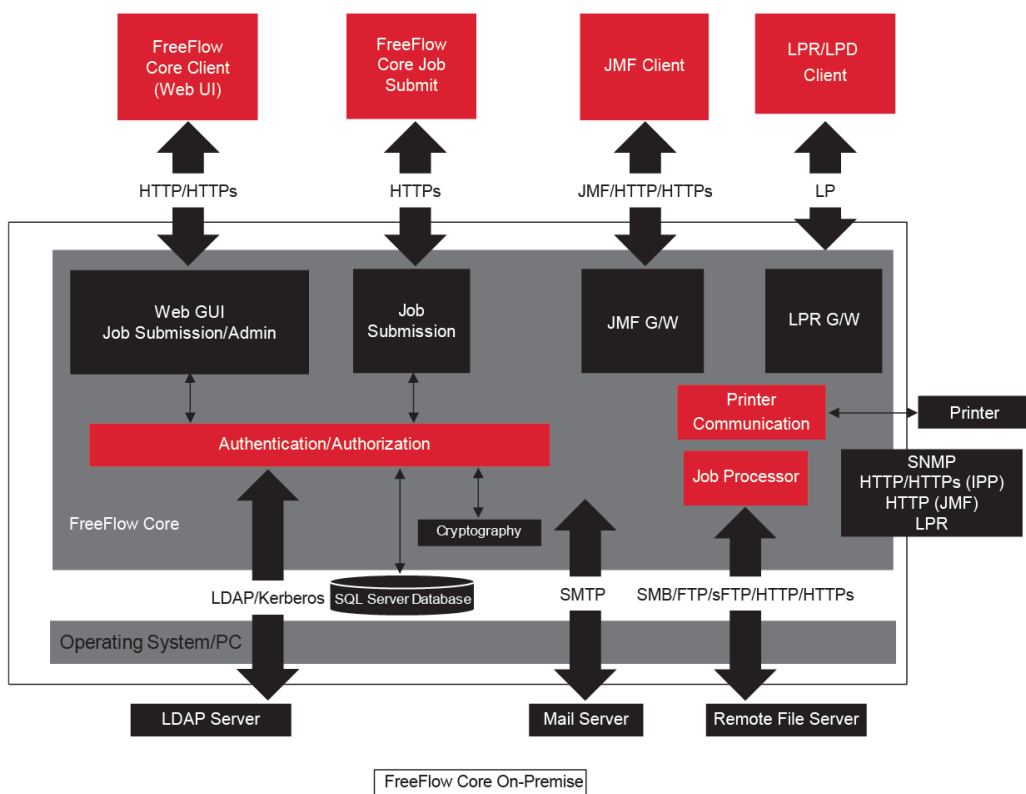 FreeFlow
Core Client
(Web UI)
FreeFlow
Core Job
Submit
JMF Client
LPR/LPD
Client
HTTP/HTTPs
HTTPs
JMF/HTTP/HTTPs
LP
Web GUI
Job Submission/Admin
Job
Submission
JMF G/W
LPR G/W
Printer
Communication
Printer
Authentication/Authorization
Job Processor
SNMP
HTTP/HTTPs (IPP)
HTTP (JMF)
LPR
FreeFlow Core
Cryptography
LDAP/Kerberos
SQL Server Database
SMTP
SMB/FTP/sFTP/HTTP/HTTPs
Operating System/PC
LDAP Server
Mail Server
Remote File Server
FreeFlow Core On-Premise